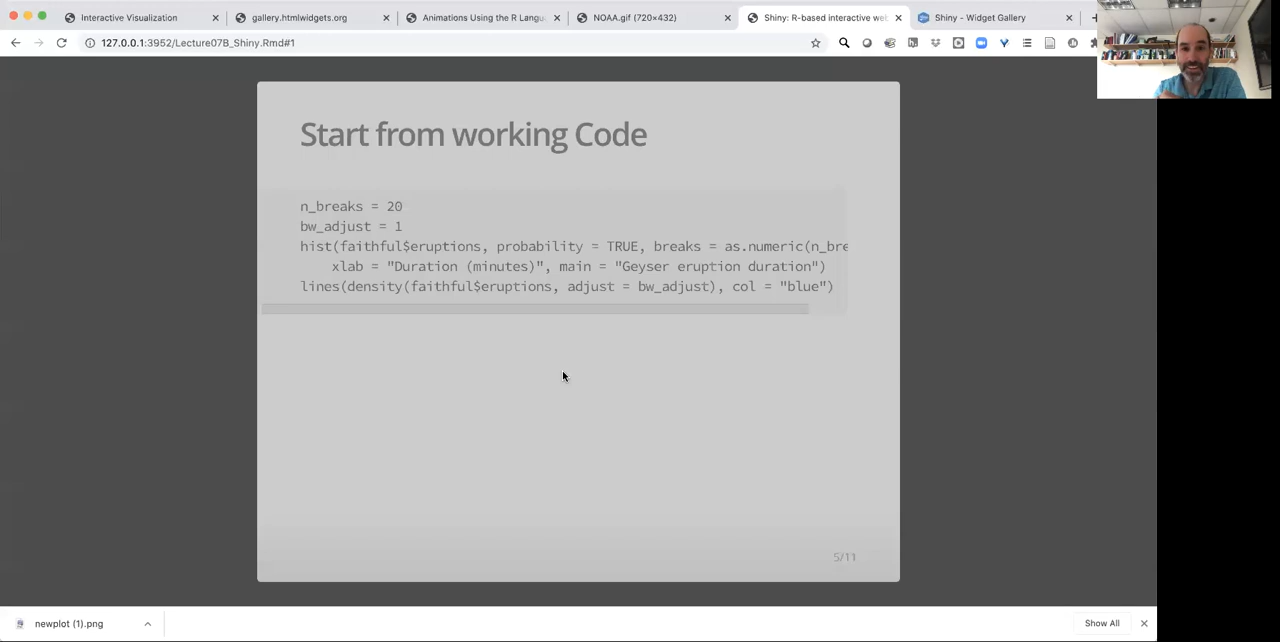 Interactive Visualization
gallery.htmlwidgets.org
Animations Using the R Langu
NOAA.gif (720×432)
Shiny: R-based interactive web
Shiny - Widget Gallery
127.0.0.1:3952/Lecture07B_Shiny.Rmd#1
Start from working Code
n_breaks = 20
bw_adjust = 1
hist(faithful$eruptions, probability = TRUE, breaks = as.numeric(n_bre
xlab = "Duration (minutes)", main = "Geyser eruption duration")
lines(density(faithful$eruptions, adjust = bw_adjust), col = "blue")
5/11
newplot (1).png
Show All